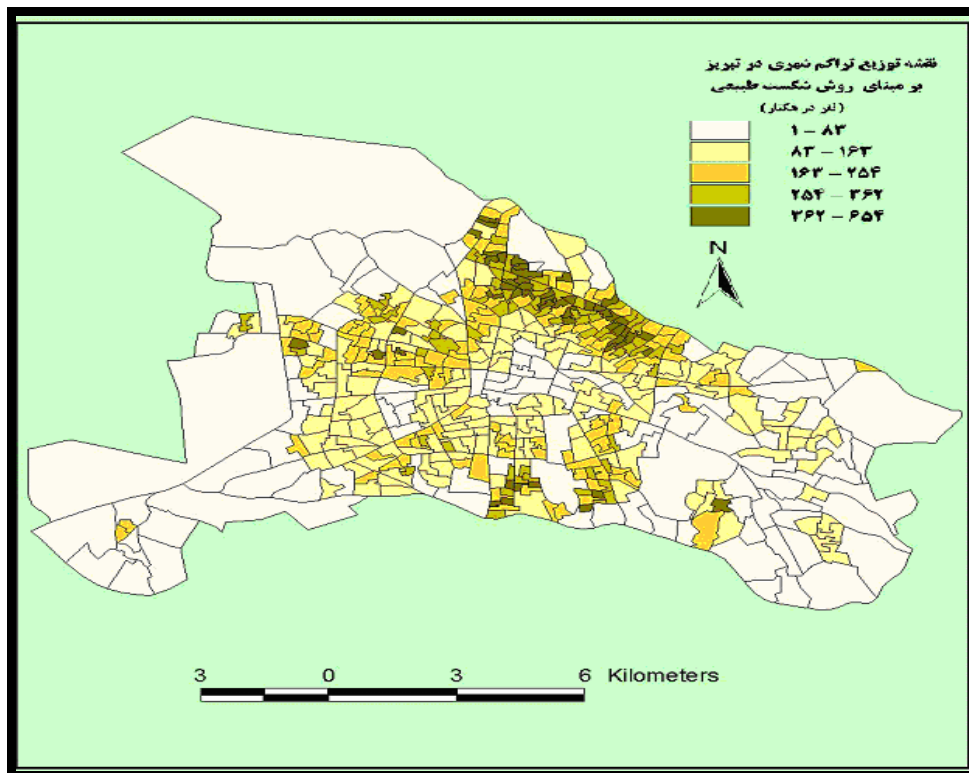 نقشه توزیع تراکم شهری در تبریز
بر مبنای روش شکست طبیعی
(نفر در هکتار)
۱ – ۸۳
۸۳ – ۱۶۳
۱۶۳ – ۲۵۴
۲۵۴ – ۳۶۲
۳۶۲ – ۶۵۴
N
3 0 3 6 Kilometers